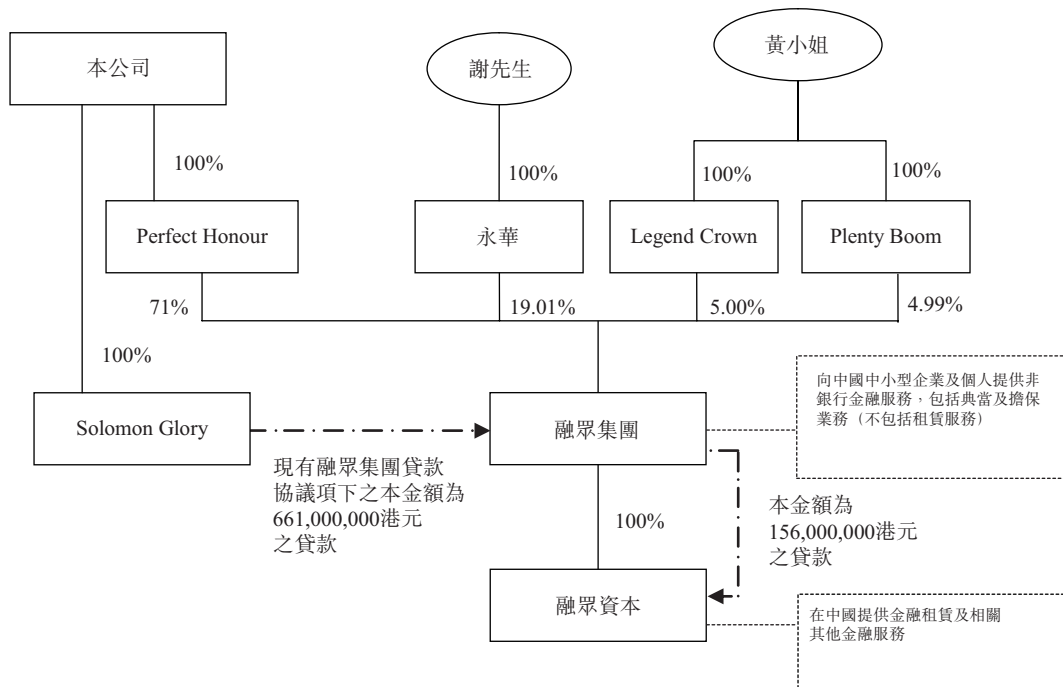 本公司
謝先生
黃小姐
100%
100%
100%
100%
Perfect Honour
永華
Legend Crown
Plenty Boom
71%
19.01%
5.00%
4.99%
100%
Solomon Glory
融眾集團
向中國中小型企業及個人提供非
銀行金融服務，包括典當及擔保
業務（不包括租賃服務）
現有融眾集團貸款
協議項下之本金額為
661,000,000港元
之貸款
100%
本金額為
156,000,000港元
之貸款
融眾資本
在中國提供金融租賃及相關
其他金融服務